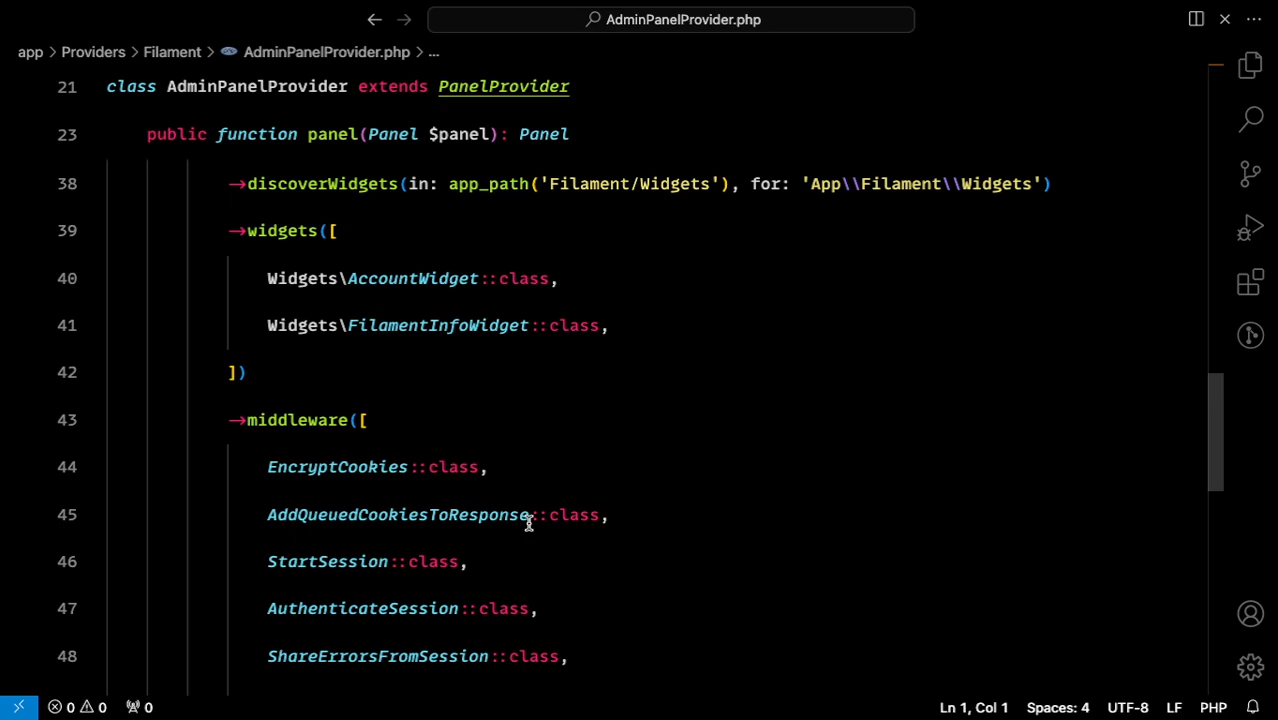 AdminPanelProvider.php
app > Providers > Filament > AdminPanelProvider.php > ...
21 class AdminPanelProvider extends PanelProvider
23 public function panel(Panel $panel): Panel
38 ->discoverWidgets(in: app_path('Filament/Widgets'), for: 'App\\Filament\\Widgets')
39 ->widgets([
40 Widgets\AccountWidget::class,
41 Widgets\FilamentInfoWidget::class,
42 ])
43 ->middleware([
44 EncryptCookies::class,
45 AddQueuedCookiesToResponse::class,
46 StartSession::class,
47 AuthenticateSession::class,
48 ShareErrorsFromSession::class,
0 0 0 Ln 1, Col 1 Spaces: 4 UTF-8 LF PHP